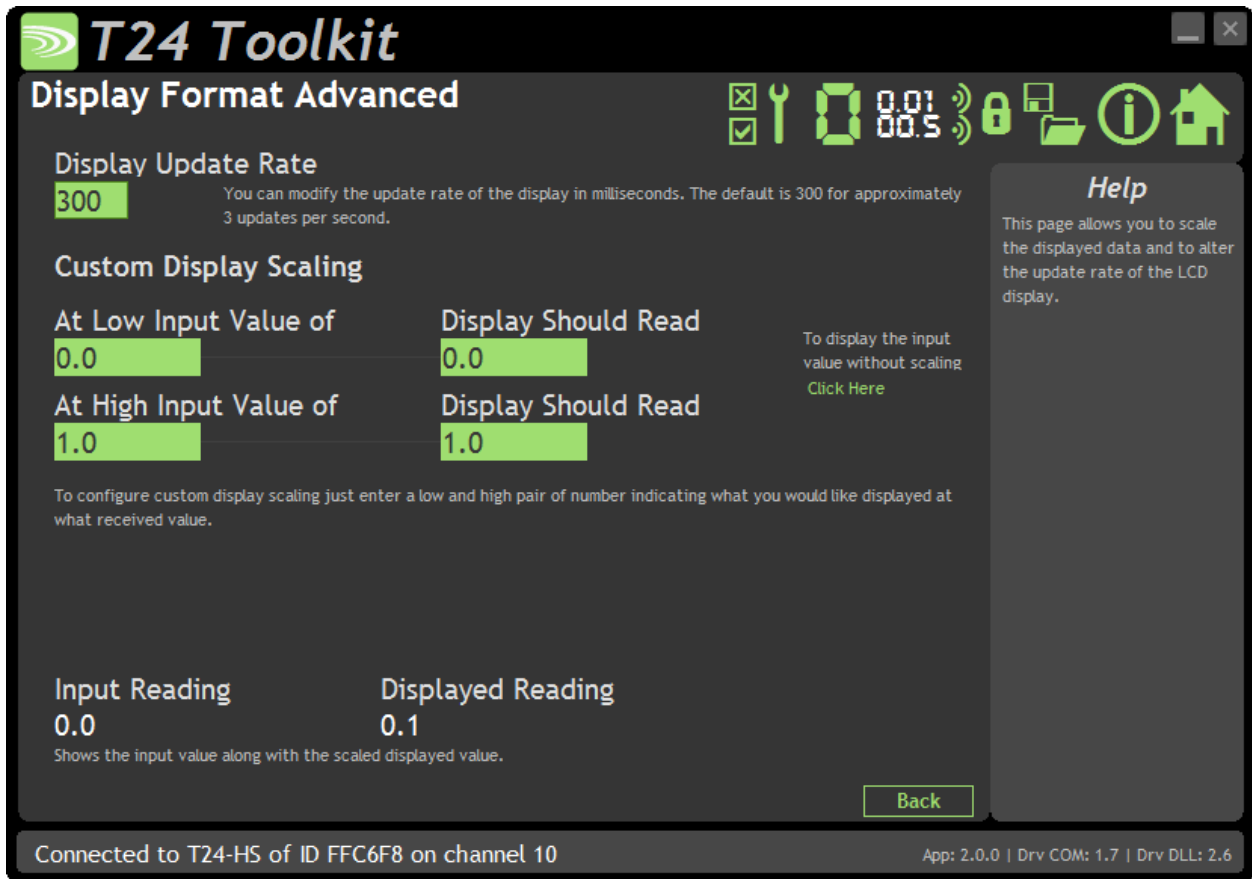 T24 Toolkit
Display Format Advanced
0.01
00.5
Display Update Rate
300
You can modify the update rate of the display in milliseconds. The default is 300 for approximately
3 updates per second.
Custom Display Scaling
At Low Input Value of
Display Should Read
0.0
0.0
To display the input
value without scaling
Click Here
At High Input Value of
Display Should Read
1.0
1.0
To configure custom display scaling just enter a low and high pair of number indicating what you would like displayed at
what received value.
Input Reading
Displayed Reading
0.0
0.1
Shows the input value along with the scaled displayed value.
Back
Help
This page allows you to scale
the displayed data and to alter
the update rate of the LCD
display.
Connected to T24-HS of ID FFC6F8 on channel 10
App: 2.0.0 | Drv COM: 1.7 | Drv DLL: 2.6